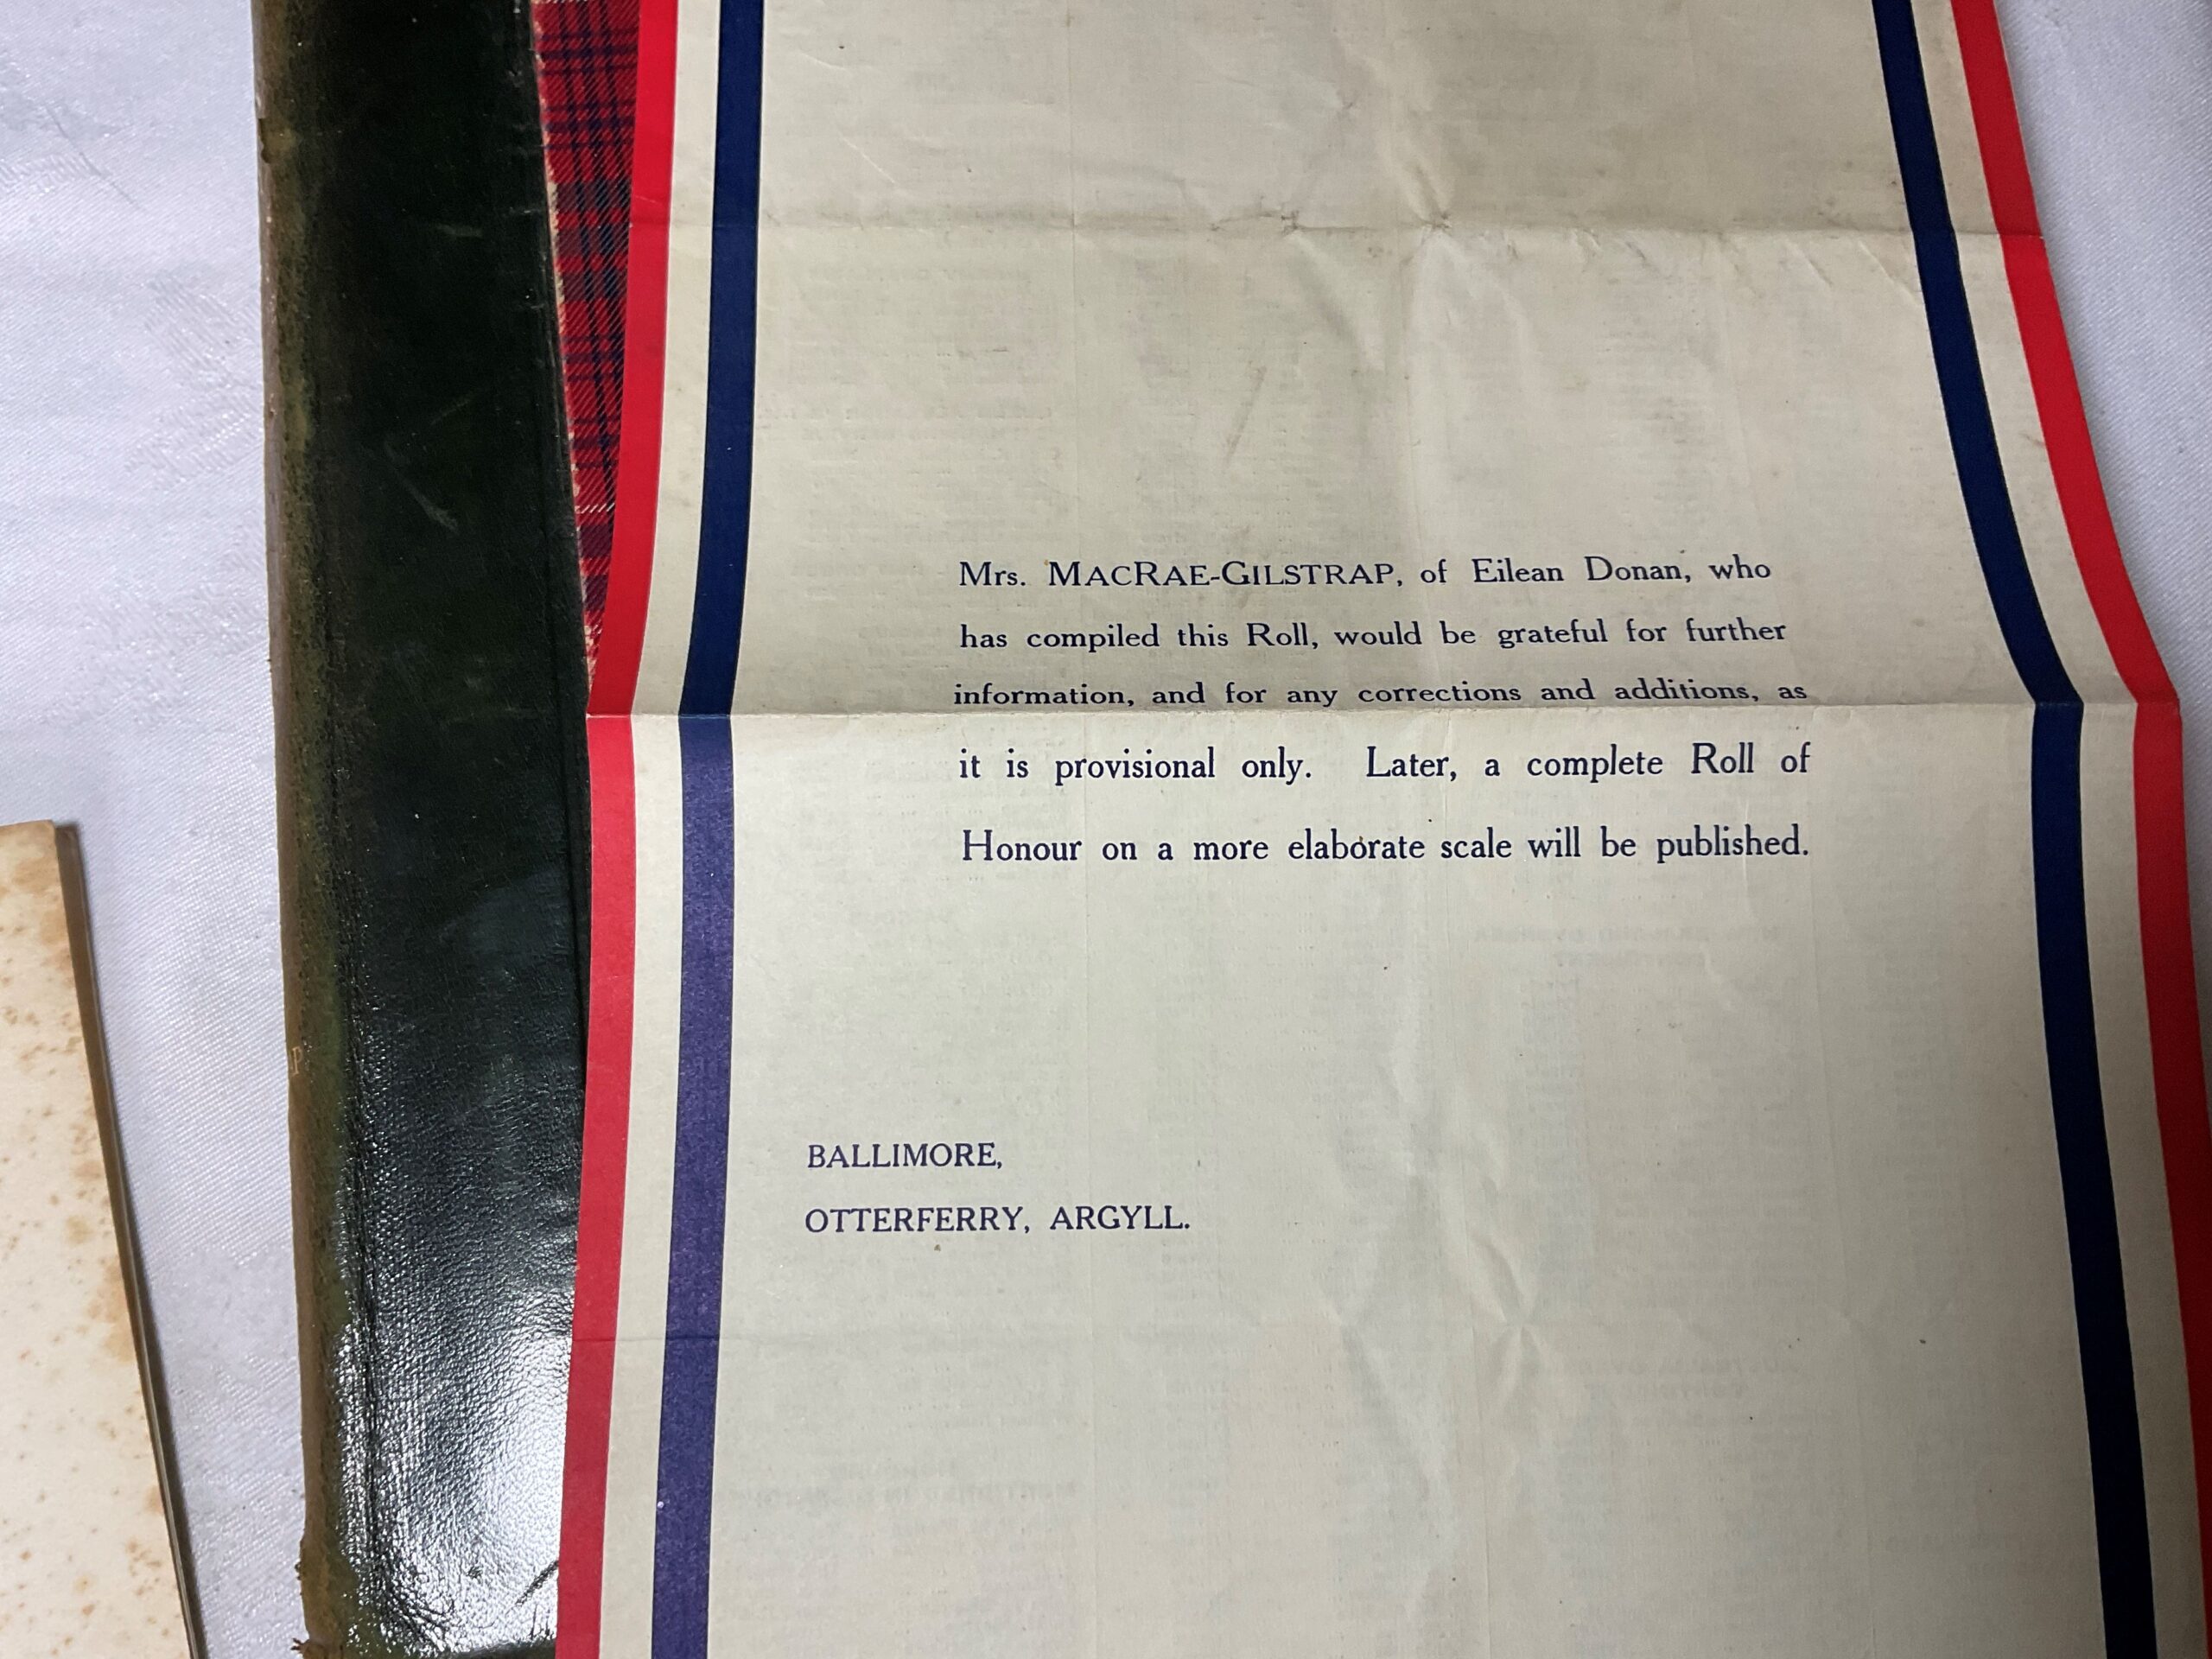 Mrs. MACRAE-GILSTRAP, of Eilean Donan, who
has compiled this Roll, would be grateful for further
information, and for any corrections and additions, as
it is provisional only. Later, a complete Roll of
Honour on a more elaborate scale will be published.
BALLIMORE,
OTTERFERRY, ARGYLL.